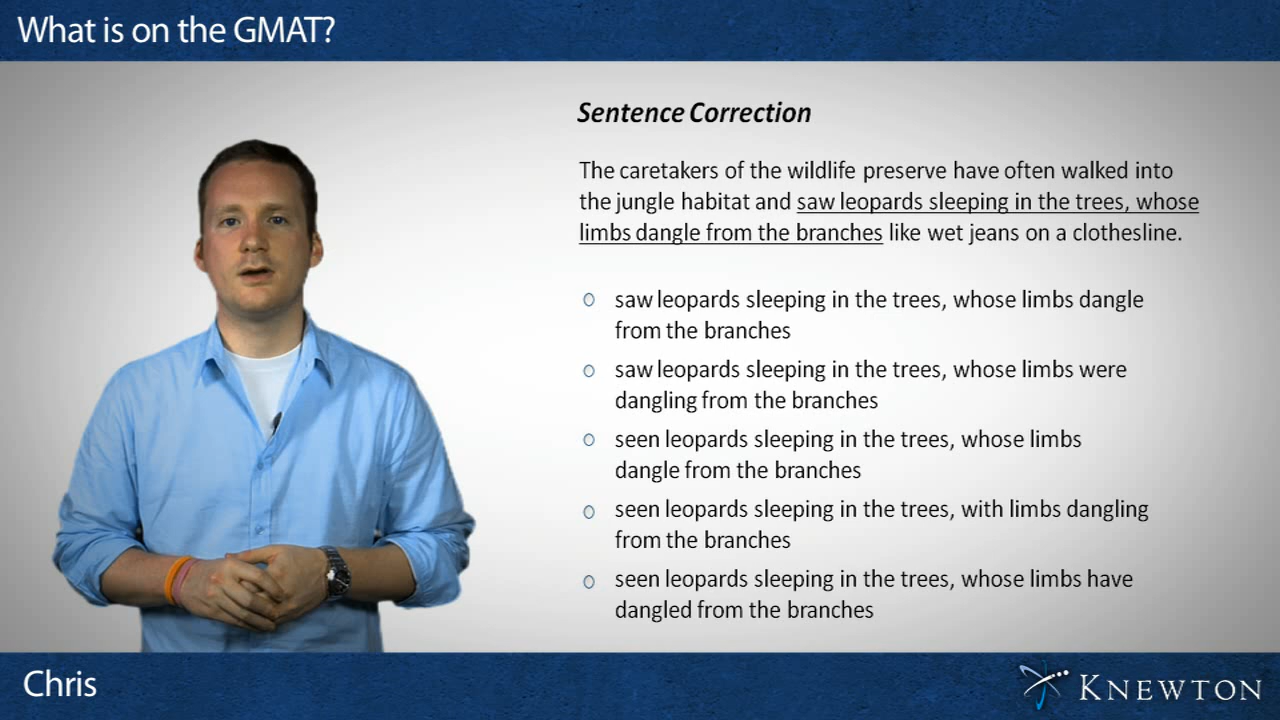 What is on the GMAT?
Sentence Correction
The caretakers of the wildlife preserve have often walked into
the jungle habitat and saw leopards sleeping in the trees, whose
limbs dangle from the branches like wet jeans on a clothesline.
saw leopards sleeping in the trees, whose limbs dangle
from the branches
saw leopards sleeping in the trees, whose limbs were
dangling from the branches
seen leopards sleeping in the trees, whose limbs
dangle from the branches
seen leopards sleeping in the trees, with limbs dangling
from the branches
seen leopards sleeping in the trees, whose limbs have
dangled from the branches
Chris
KNEWTON